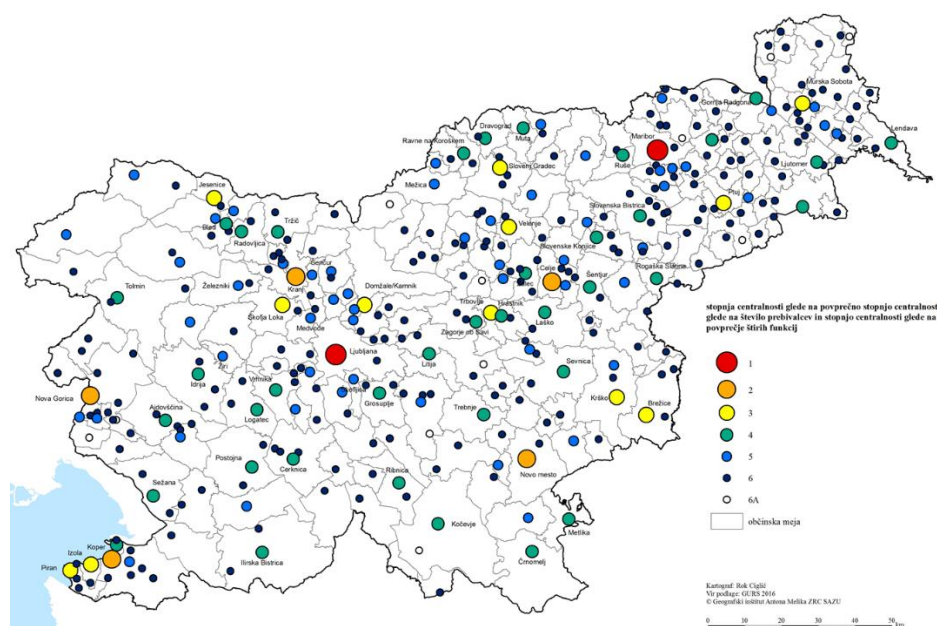 Murska Sobota
Gornja Radgona
Dravograd
Muta
Maribor
Ravne na Koroškem
Lendava
Ruše
Ljutomer
Slovenj Gradec
Mežica
Jesenice
Ptuj
Slovenska Bistrica
Tržič
Bled
Velenje
Radovljica
Slovenske Konjice
Šenčur
Rogaška Slatina
Celje
Žalec
Šentjur
Tolmin
Železniki
Kranj
Domžale/Kamnik
Hrastnik
Trbovlje
Škofja Loka
Laško
Medvode
Zagorje ob Savi
Ljubljana
Litija
Žiri
Sevnica
Idrija
Vrhnika
Nova Gorica
Grosuplje
Krško
Brežice
Trebnje
Ajdovščina
Logatec
Postojna
Cerknica
Novo mesto
Ribnica
Sežana
Metlika
Kočevje
Koper
Izola
Črnomelj
Ilirska Bistrica
Piran
stopnja centralnosti glede na povprečno stopnjo centralnosti
glede na število prebivalcev in stopnjo centralnosti glede na
povprečje štirih funkcij
1
2
3
4
5
6
6A
občinska meja
Kartograf: Rok Ciglič
Vir podlage: GURS 2016
© Geografski inštitut Antona Melika ZRC SAZU
0 10 20 30 40 50
km